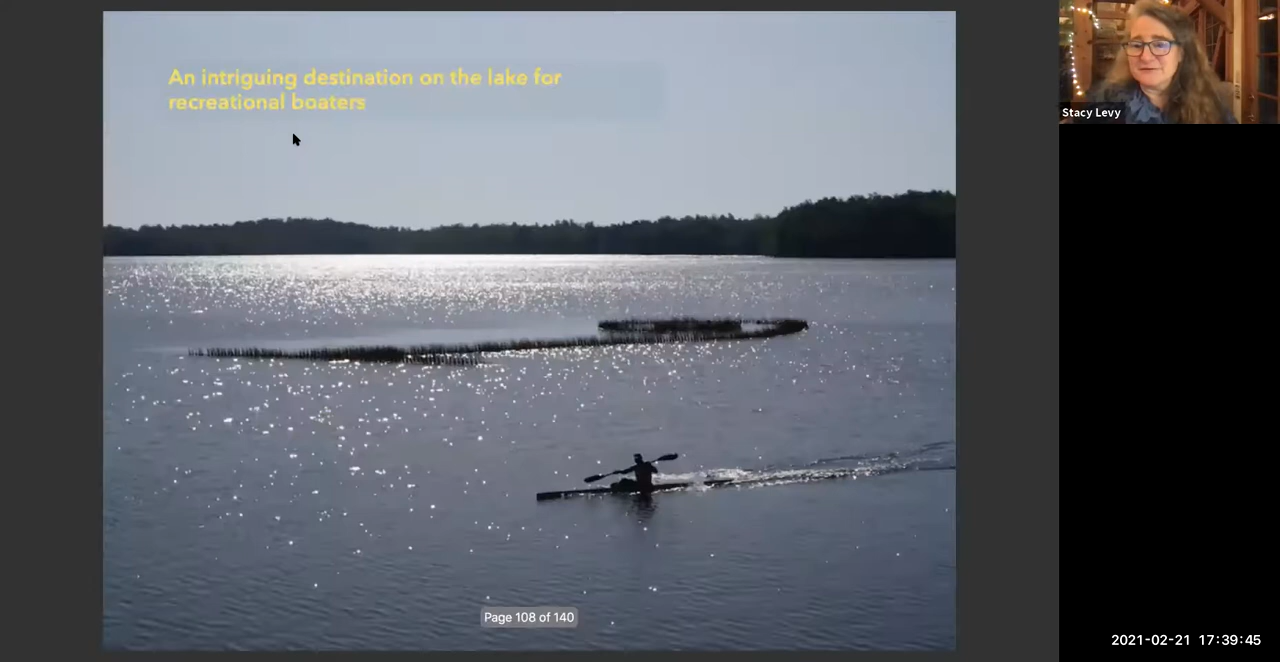 An intriguing destination on the lake for
recreational boaters
Stacy Levy
Page 108 of 140
2021-02-21 17:39:45